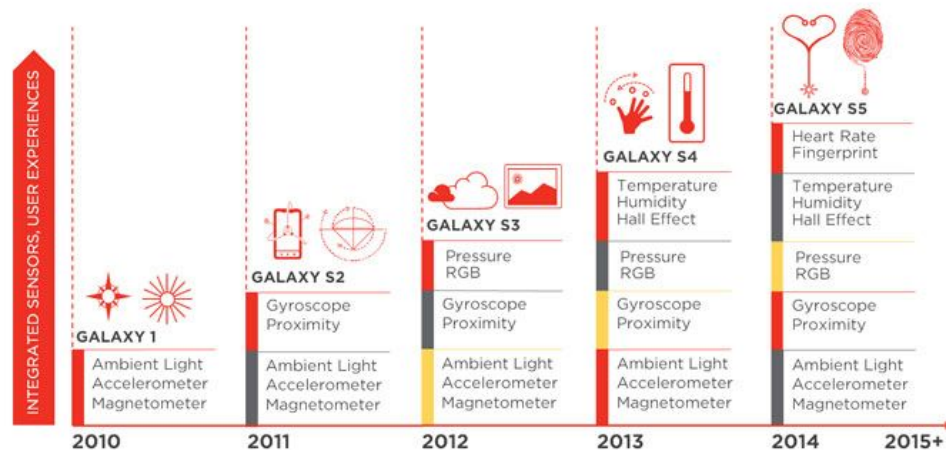 INTEGRATED SENSORS, USER EXPERIENCES
GALAXY 1
Ambient Light
Accelerometer
Magnetometer
2010
GALAXY S2
Gyroscope
Proximity
Ambient Light
Accelerometer
Magnetometer
2011
GALAXY S3
Pressure
RGB
Gyroscope
Proximity
Ambient Light
Accelerometer
Magnetometer
2012
GALAXY S4
Temperature
Humidity
Hall Effect
Pressure
RGB
Gyroscope
Proximity
Ambient Light
Accelerometer
Magnetometer
2013
GALAXY S5
Heart Rate
Fingerprint
Temperature
Humidity
Hall Effect
Pressure
RGB
Gyroscope
Proximity
Ambient Light
Accelerometer
Magnetometer
2014
2015+